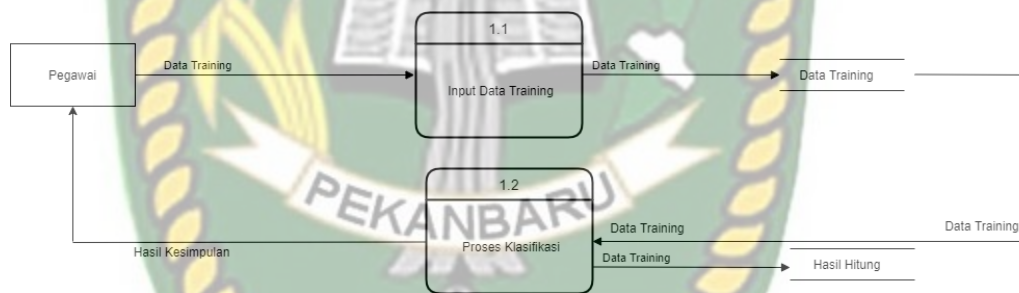 1.1
Pegawai
Data Training
Input Data Training
Data Training
Data Training
PEKANBARU
1.2
Proses Klasifikasi
Data Training
Data Training
Data Training
Hasil Kesimpulan
Hasil Hitung